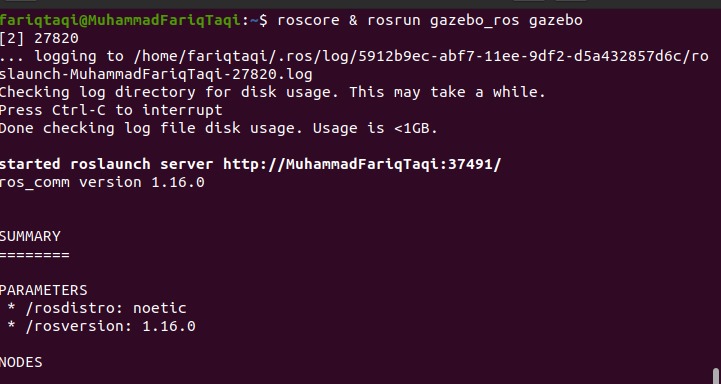 fariqtaqi@MuhammadFariqTaqi:~$ roscore & rosrun gazebo_ros gazebo
[2] 27820
... logging to /home/fariqtaqi/.ros/log/5912b9ec-abf7-11ee-9df2-d5a432857d6c/ro
slaunch-MuhammadFariqTaqi-27820.log
Checking log directory for disk usage. This may take a while.
Press Ctrl-C to interrupt
Done checking log file disk usage. Usage is <1GB.
started roslaunch server http://MuhammadFariqTaqi:37491/
ros_comm version 1.16.0
SUMMARY
========
PARAMETERS
 * /rosdistro: noetic
 * /rosversion: 1.16.0
NODES